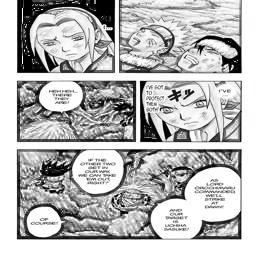 I'VE
I'VE GOT
TO
PROTECT
THEM
BOTH
HEH HEH...
THERE
THEY
ARE!
IF THE
OTHER TWO
GET IN
OUR WAY,
WE CAN TAKE
'EM OUT,
RIGHT?
OF
COURSE!
AS
LORD
OROCHIMARU
COMMANDED,
WE'LL
STRIKE
AT
DAWN!
AND
OUR
TARGET
IS
UCHIHA
SASUKE!